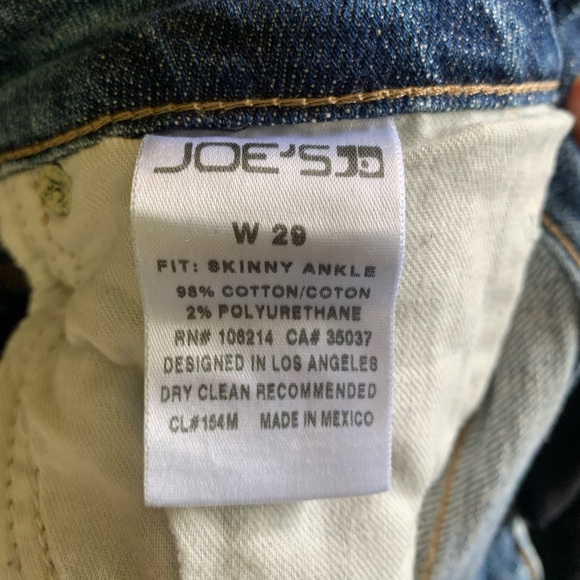 JOE'S
W 29
FIT: SKINNY ANKLE
98% COTTON/COTON
2% POLYURETHANE
RN# 108214 CA# 35037
DESIGNED IN LOS ANGELES
DRY CLEAN RECOMMENDED
CL#154M MADE IN MEXICO